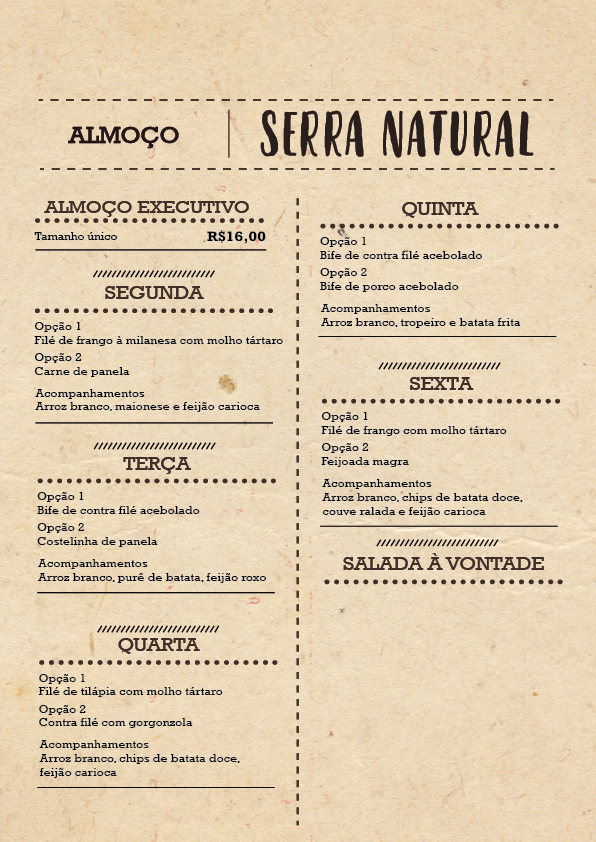 ALMOÇO
SERRA NATURAL
ALMOÇO EXECUTIVO
Tamanho único R$16,00
SEGUNDA
Opção 1
Filé de frango à milanesa com molho tártaro
Opção 2
Carne de panela
Acompanhamentos
Arroz branco, maionese e feijão carioca
TERÇA
Opção 1
Bife de contra filé acebolado
Opção 2
Costelinha de panela
Acompanhamentos
Arroz branco, purê de batata, feijão roxo
QUARTA
Opção 1
Filé de tilápia com molho tártaro
Opção 2
Contra filé com gorgonzola
Acompanhamentos
Arroz branco, chips de batata doce,
feijão carioca
QUINTA
Opção 1
Bife de contra filé acebolado
Opção 2
Bife de porco acebolado
Acompanhamentos
Arroz branco, tropeiro e batata frita
SEXTA
Opção 1
Filé de frango com molho tártaro
Opção 2
Feijoada magra
Acompanhamentos
Arroz branco, chips de batata doce,
couve ralada e feijão carioca
SALADA À VONTADE